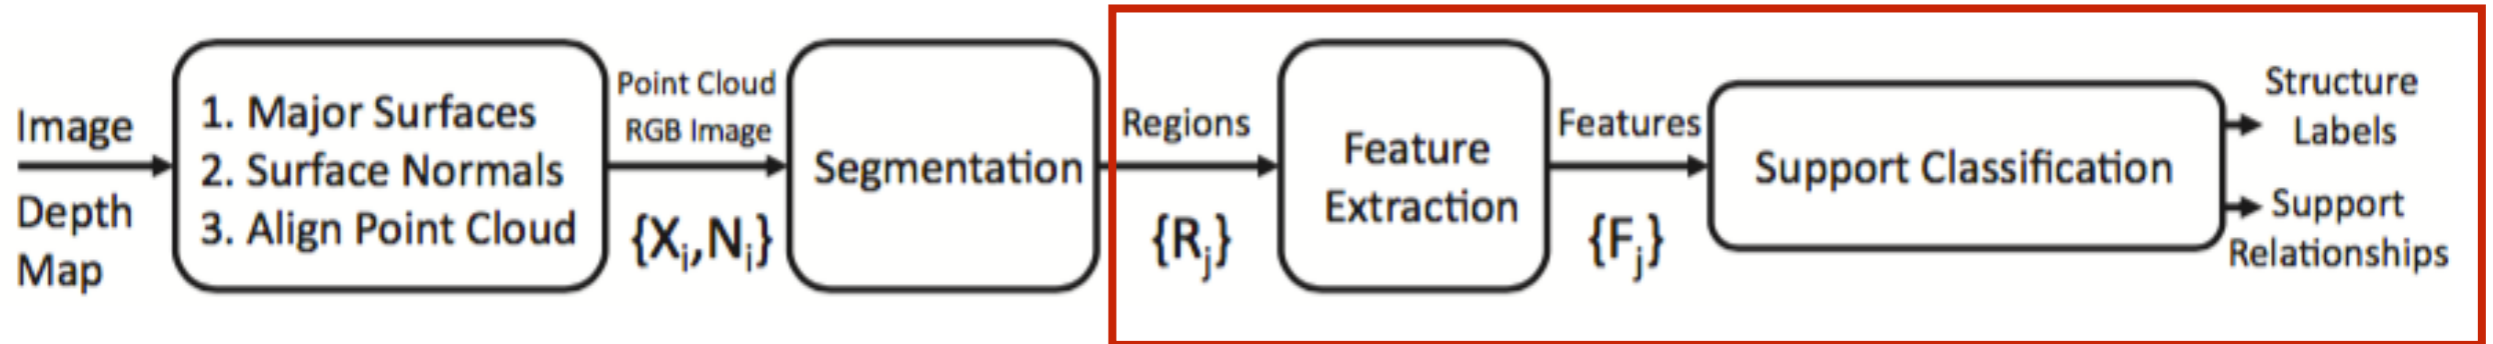 Image
Depth
Map
1. Major Surfaces
2. Surface Normals
3. Align Point Cloud
Point Cloud
RGB Image
{Xi,Ni}
Segmentation
Regions
{Rj}
Feature
Extraction
Features
{Fj}
Support Classification
Structure
Labels
Support
Relationships